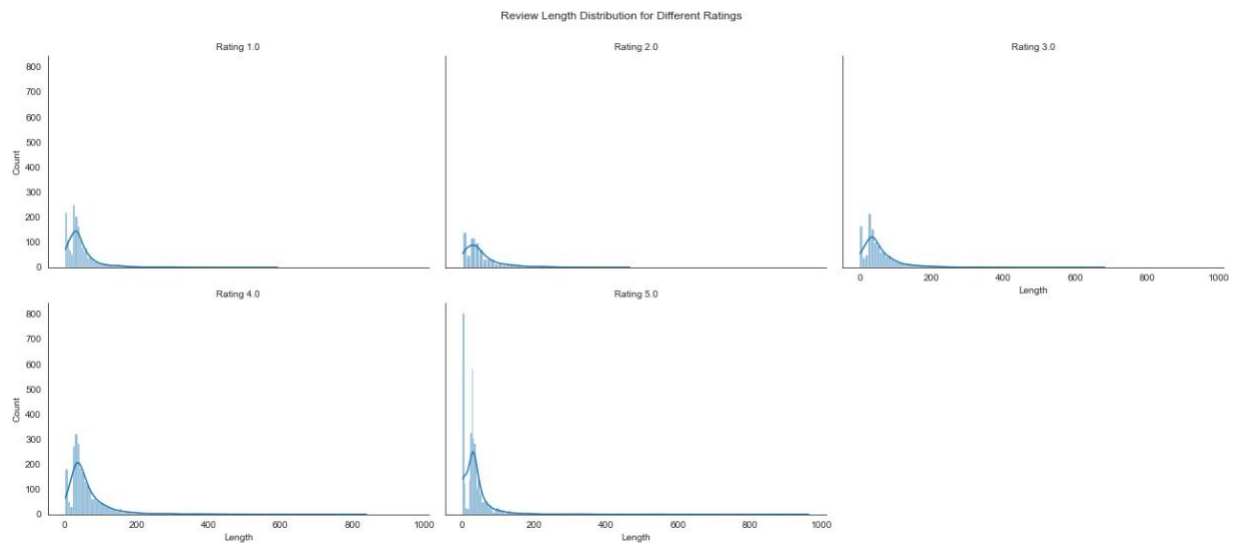 Review Length Distribution for Different Ratings
Rating 1.0
Rating 2.0
Rating 3.0
800
700
600
500
400
300
200
100
0
Count
0 200 400 600 800 1000
Length
Rating 4.0
Rating 5.0
800
700
600
500
400
300
200
100
0
Count
0 200 400 600 800 1000
Length
0 200 400 600 800 1000
Length